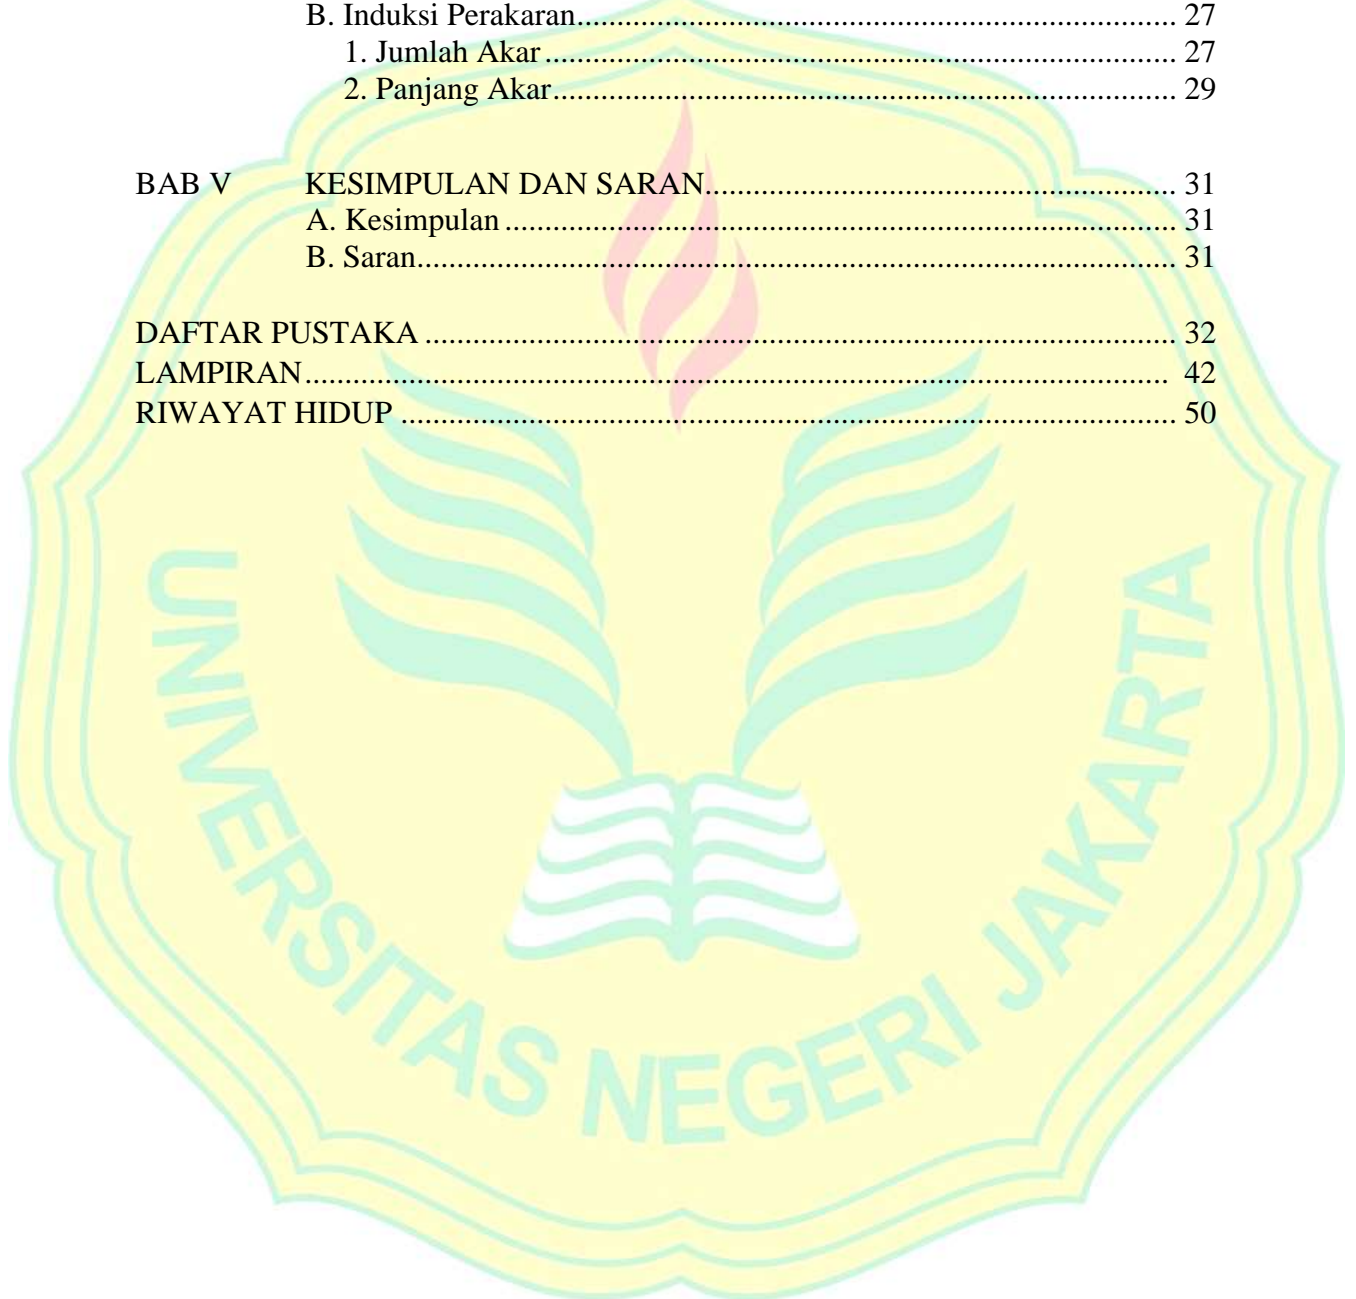 B. Induksi Perakaran.......................................................................... 27
1. Jumlah Akar ............................................................................... 27
2. Panjang Akar.............................................................................. 29
BAB V KESIMPULAN DAN SARAN.......................................................... 31
A. Kesimpulan .................................................................................... 31
B. Saran............................................................................................... 31
DAFTAR PUSTAKA .............................................................................................. 32
LAMPIRAN............................................................................................................ 42
RIWAYAT HIDUP ................................................................................................. 50
UNIVERSITAS NEGERI JAKARTA